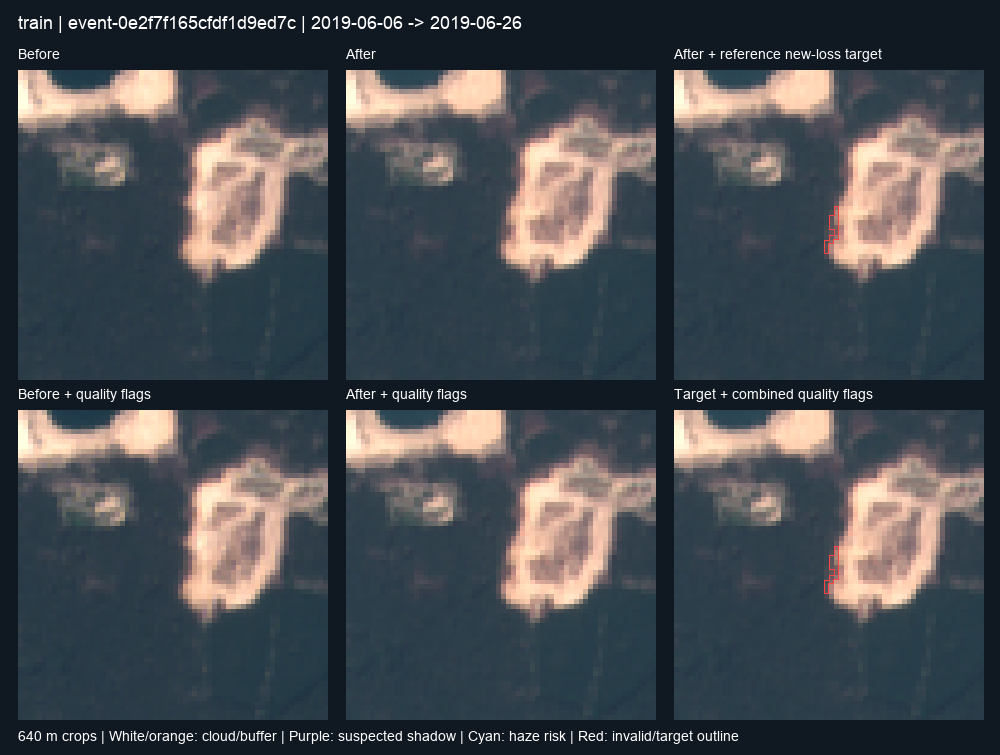 train | event-0e2f7f165cfdf1d9ed7c | 2019-06-06 -> 2019-06-26
Before
After
After + reference new-loss target
Before + quality flags
After + quality flags
Target + combined quality flags
640 m crops | White/orange: cloud/buffer | Purple: suspected shadow | Cyan: haze risk | Red: invalid/target outline